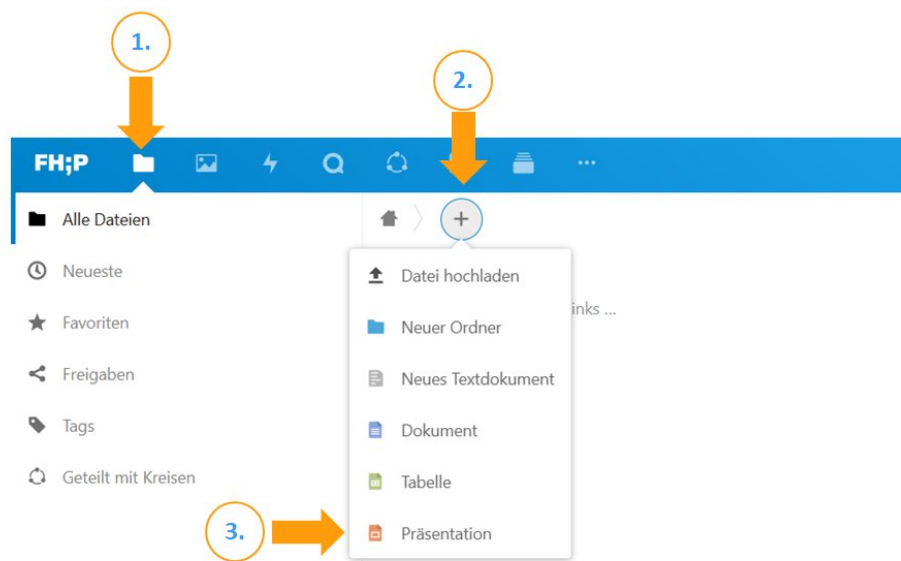 1.
2.
FH;P
Alle Dateien
Neueste
Favoriten
Freigaben
Tags
Geteilt mit Kreisen
Datei hochladen
Neuer Ordner
Neues Textdokument
Dokument
Tabelle
Präsentation
inks ...
3.